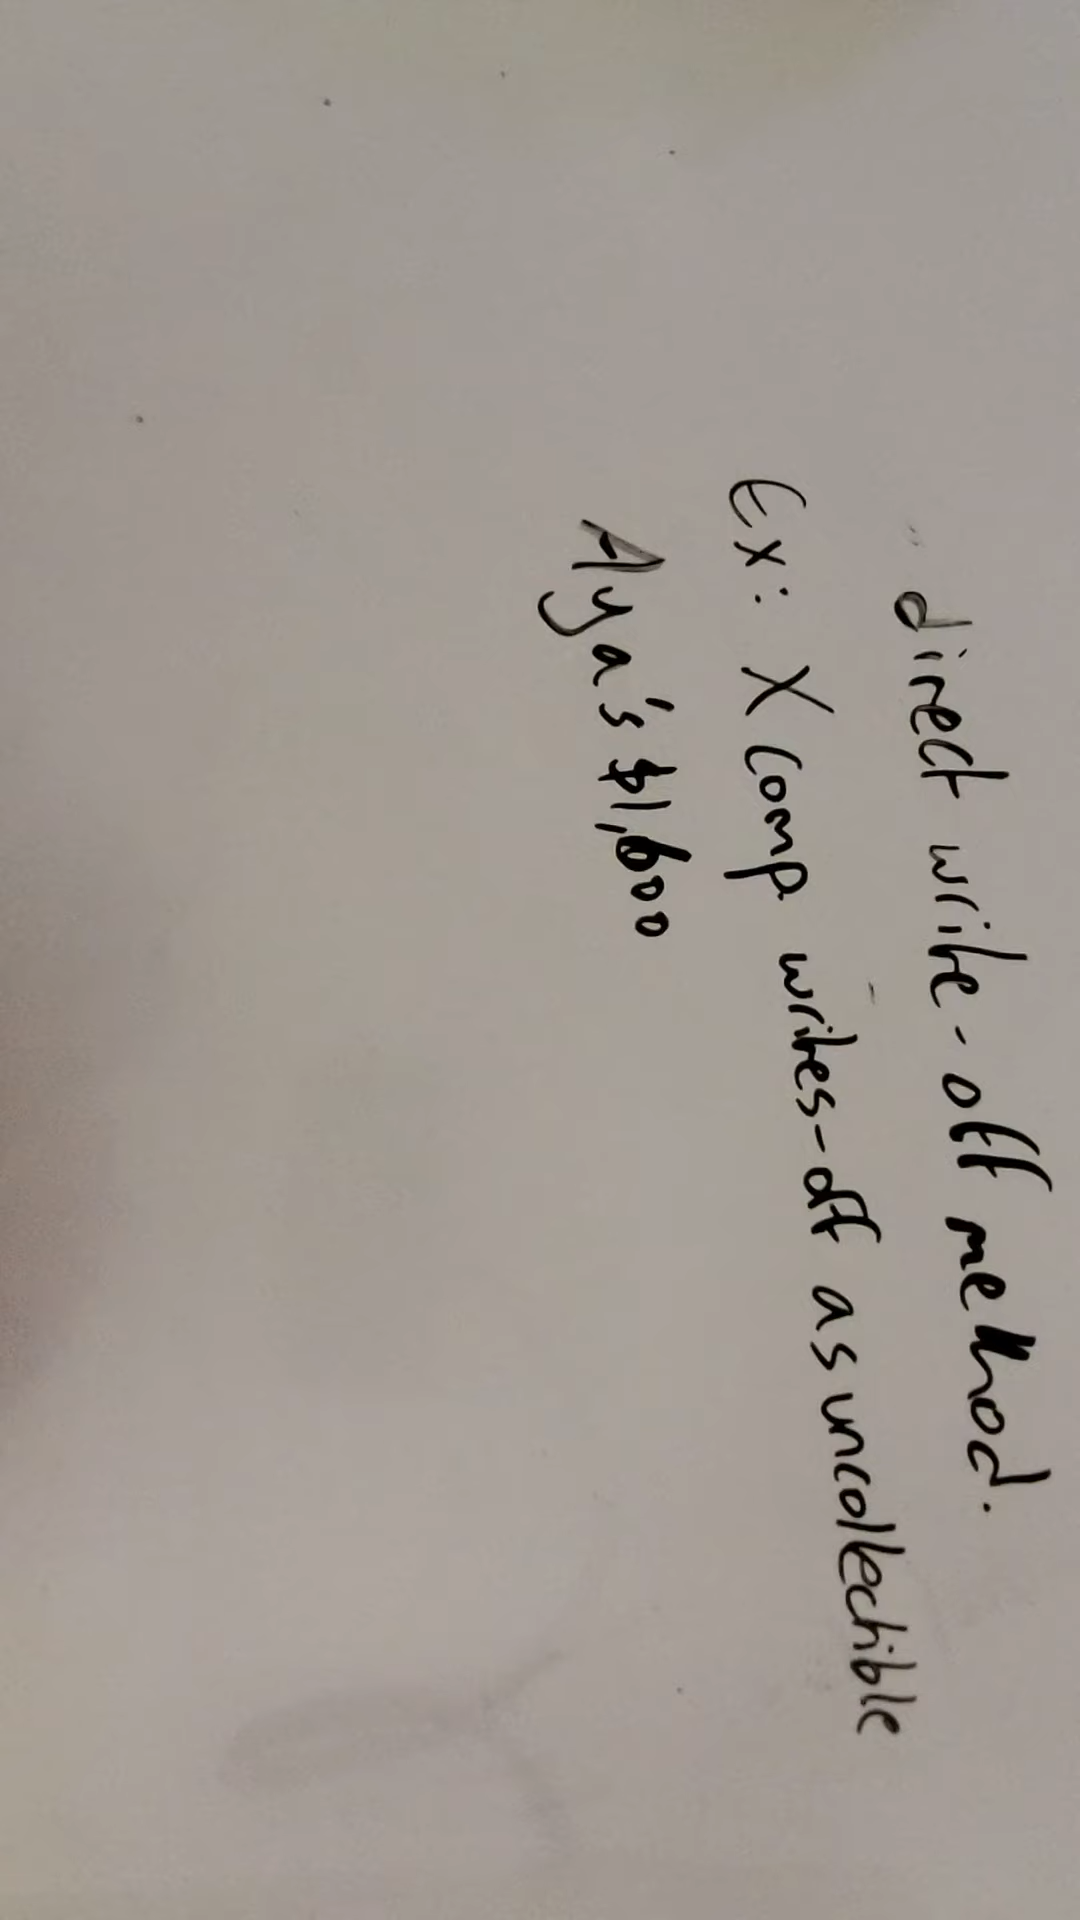 direct write-off method.
Ex: X comp writes-off as uncollectible
Aya's $1,600